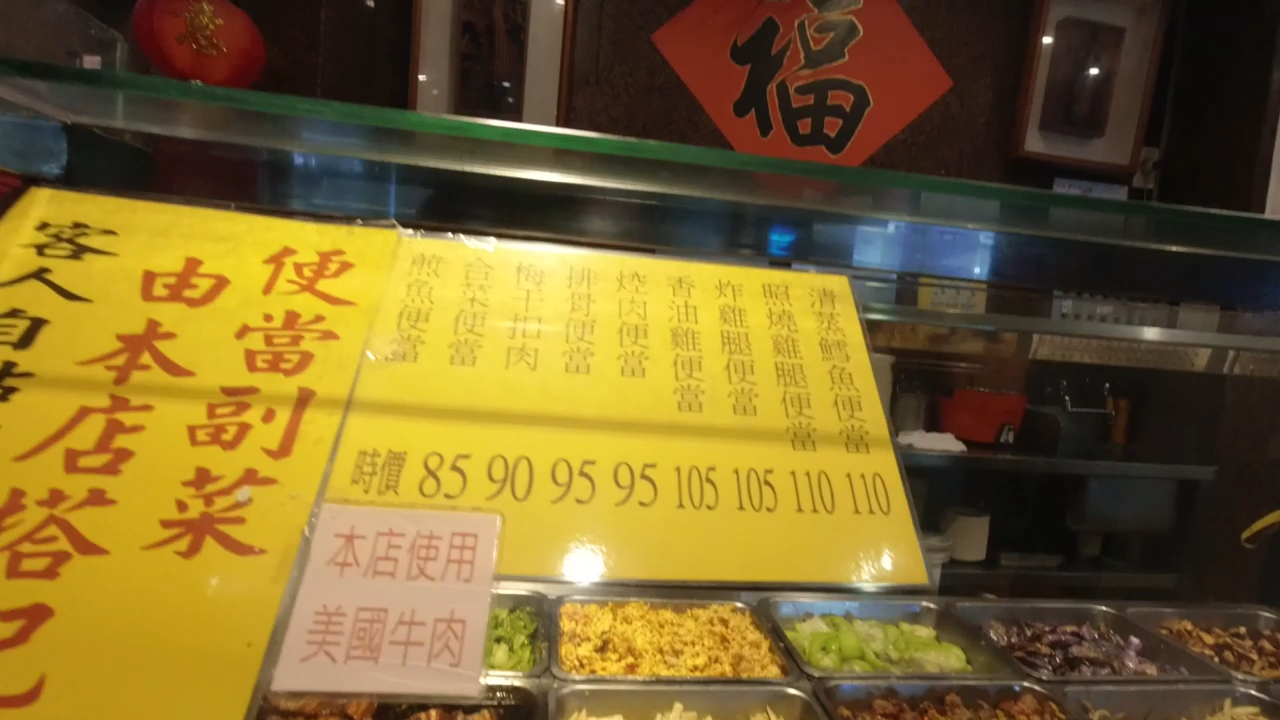 福
便當副菜
由本店搭配
客人自
清蒸鱈魚便當
照燒雞腿便當
炸雞腿便當
香油雞便當
焢肉便當
排骨便當
梅干扣肉
合菜便當
煎魚便當
時價 85 90 95 95 105 105 110 110
本店使用
美國牛肉